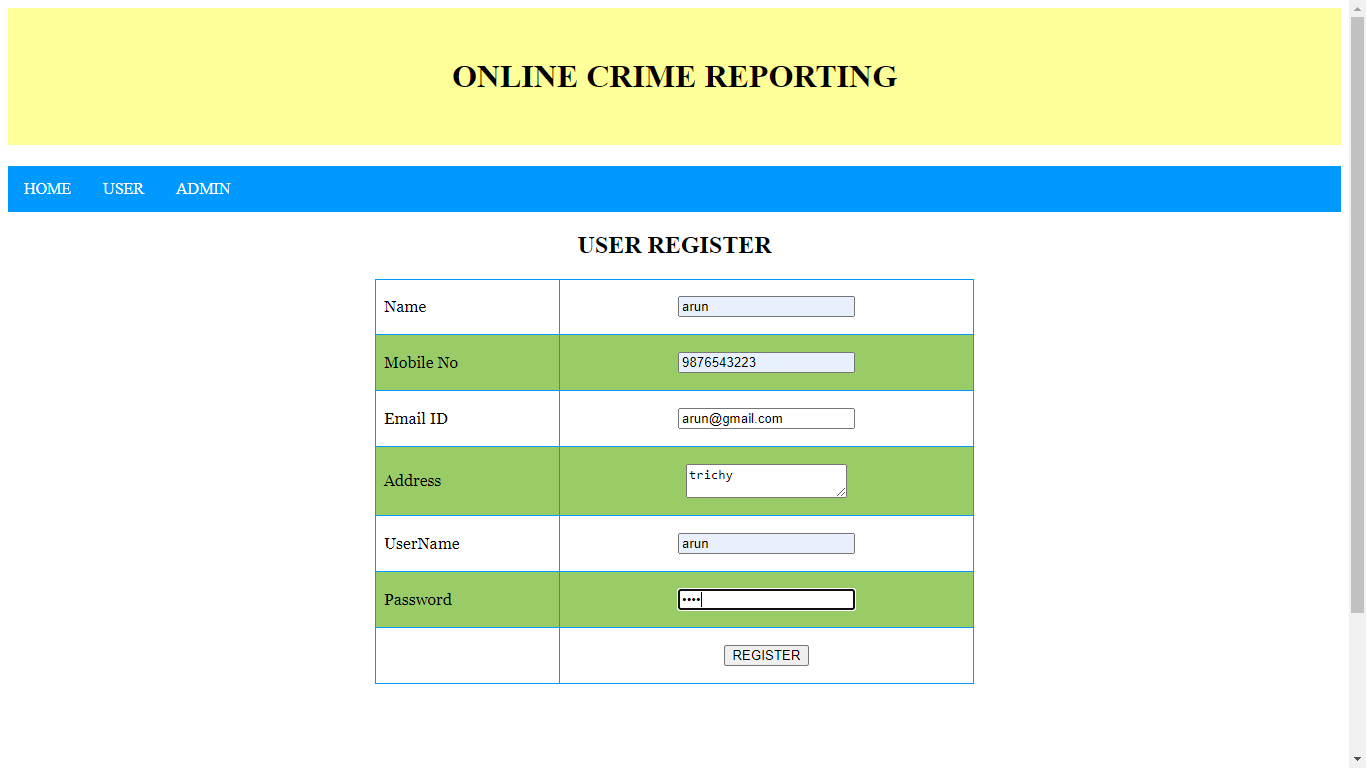 ONLINE CRIME REPORTING
HOME USER ADMIN
USER REGISTER
Name arun
Mobile No 9876543223
Email ID arun@gmail.com
Address trichy
UserName arun
Password ••••
REGISTER